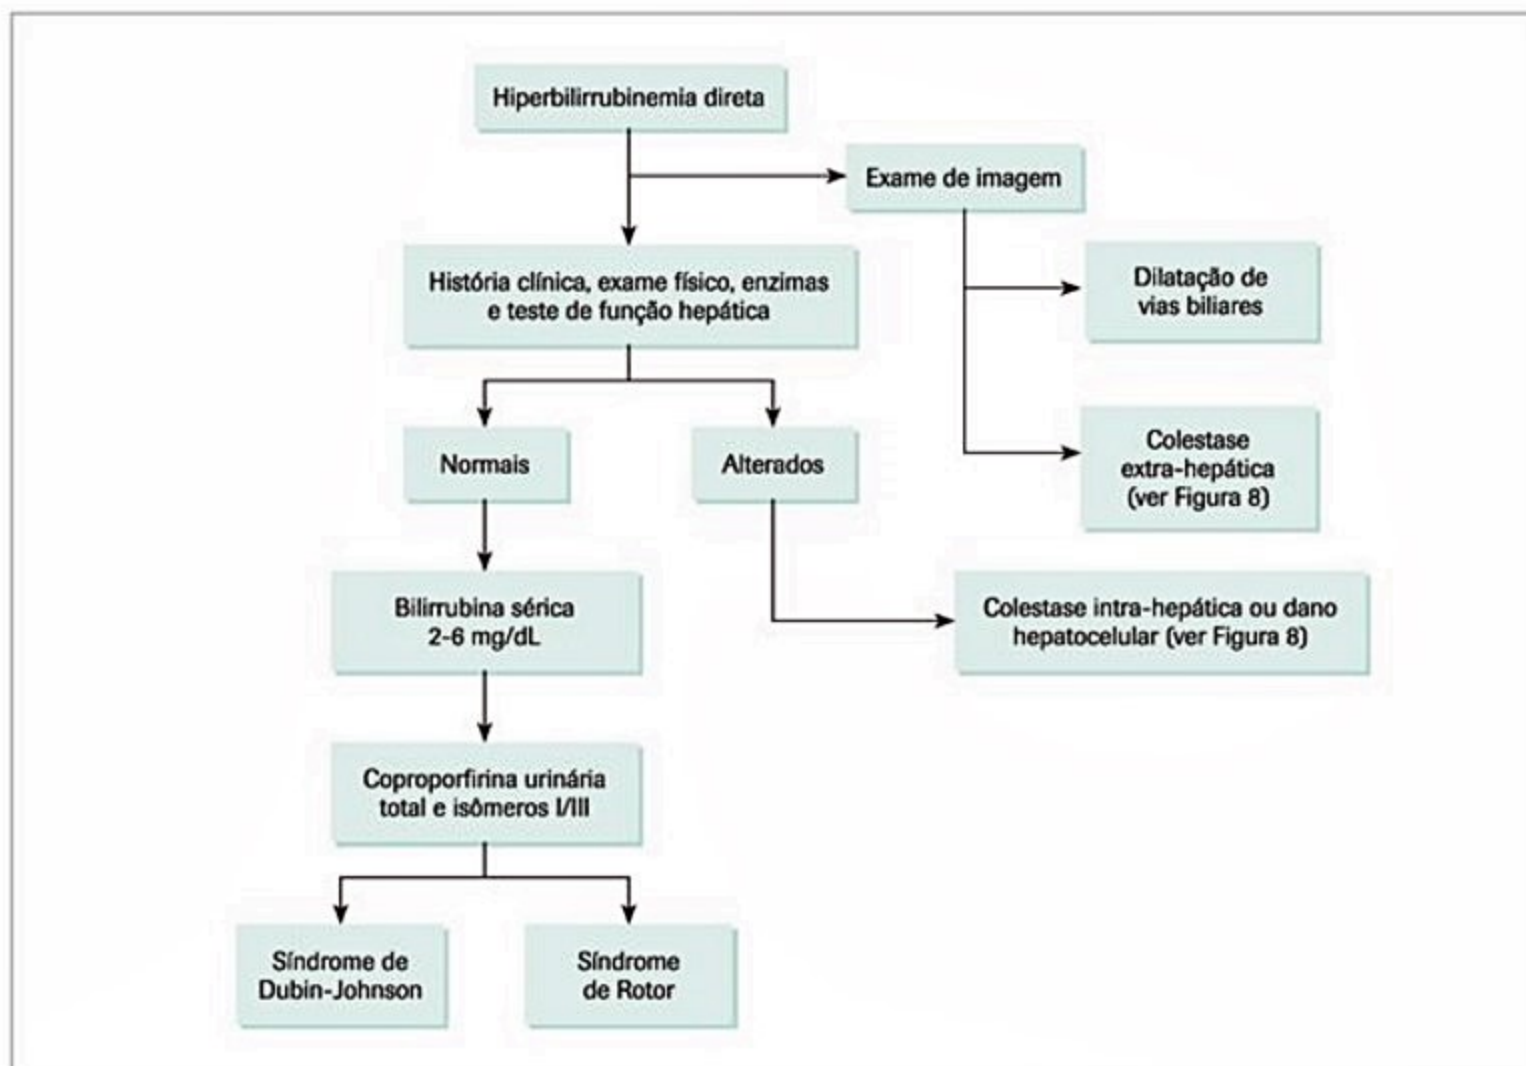 Hiperbilirrubinemia direta
Exame de imagem
História clínica, exame físico, enzimas
e teste de função hepática
Dilatação de
vias biliares
Normais
Alterados
Colestase
extra-hepática
(ver Figura 8)
Bilirrubina sérica
2-6 mg/dL
Colestase intra-hepática ou dano
hepatocelular (ver Figura 8)
Coproporfirina urinária
total e isômeros I/III
Síndrome de
Dubin-Johnson
Síndrome
de Rotor